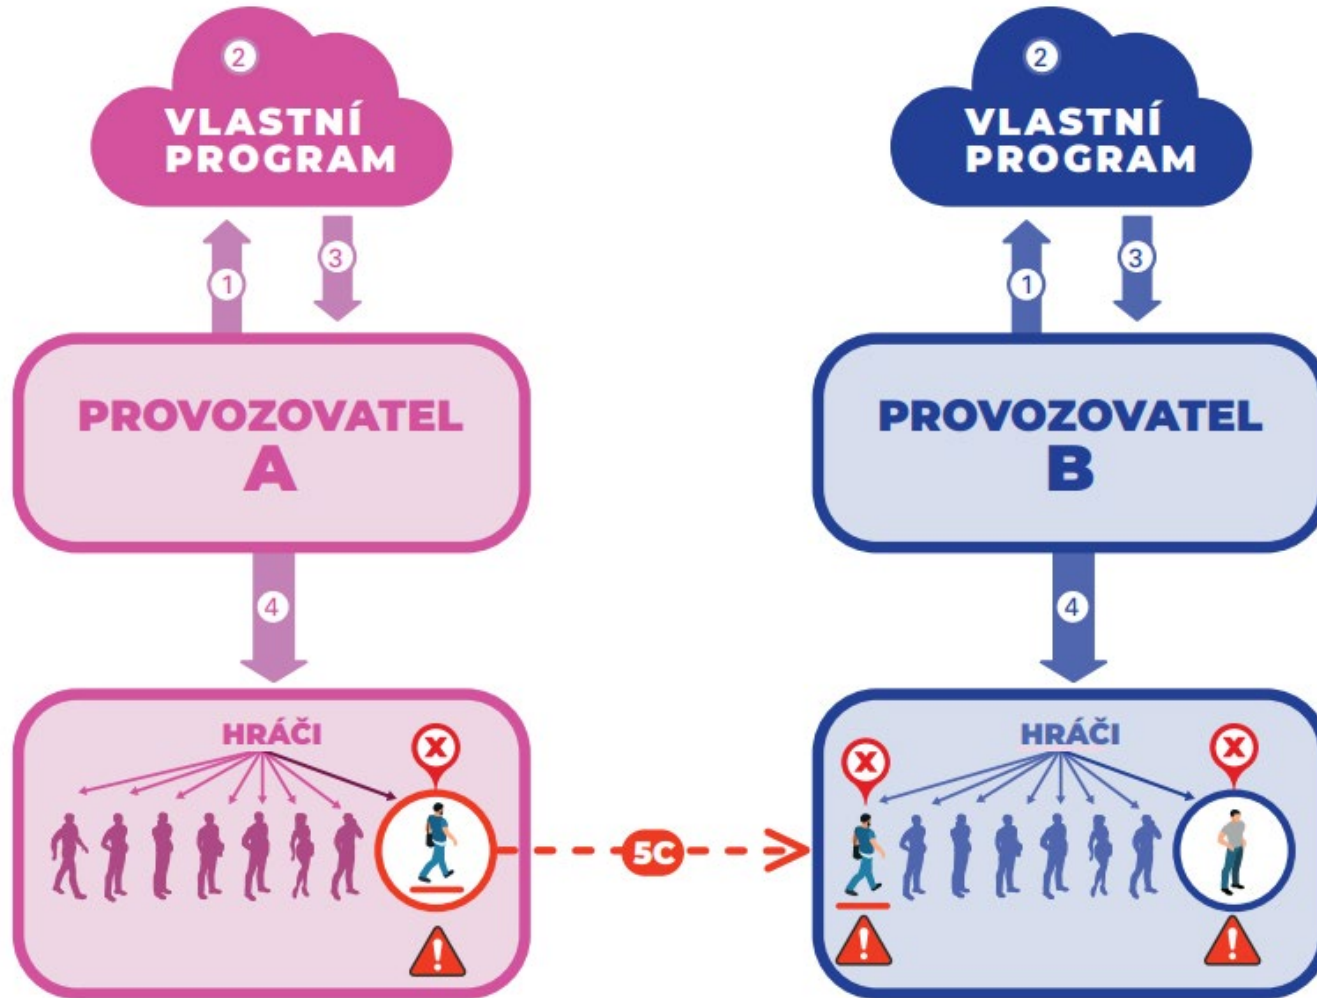 2
VLASTNÍ
PROGRAM
1
3
PROVOZOVATEL
A
4
HRÁČI
X
5C
2
VLASTNÍ
PROGRAM
1
3
PROVOZOVATEL
B
4
HRÁČI
X
X
!
!
!